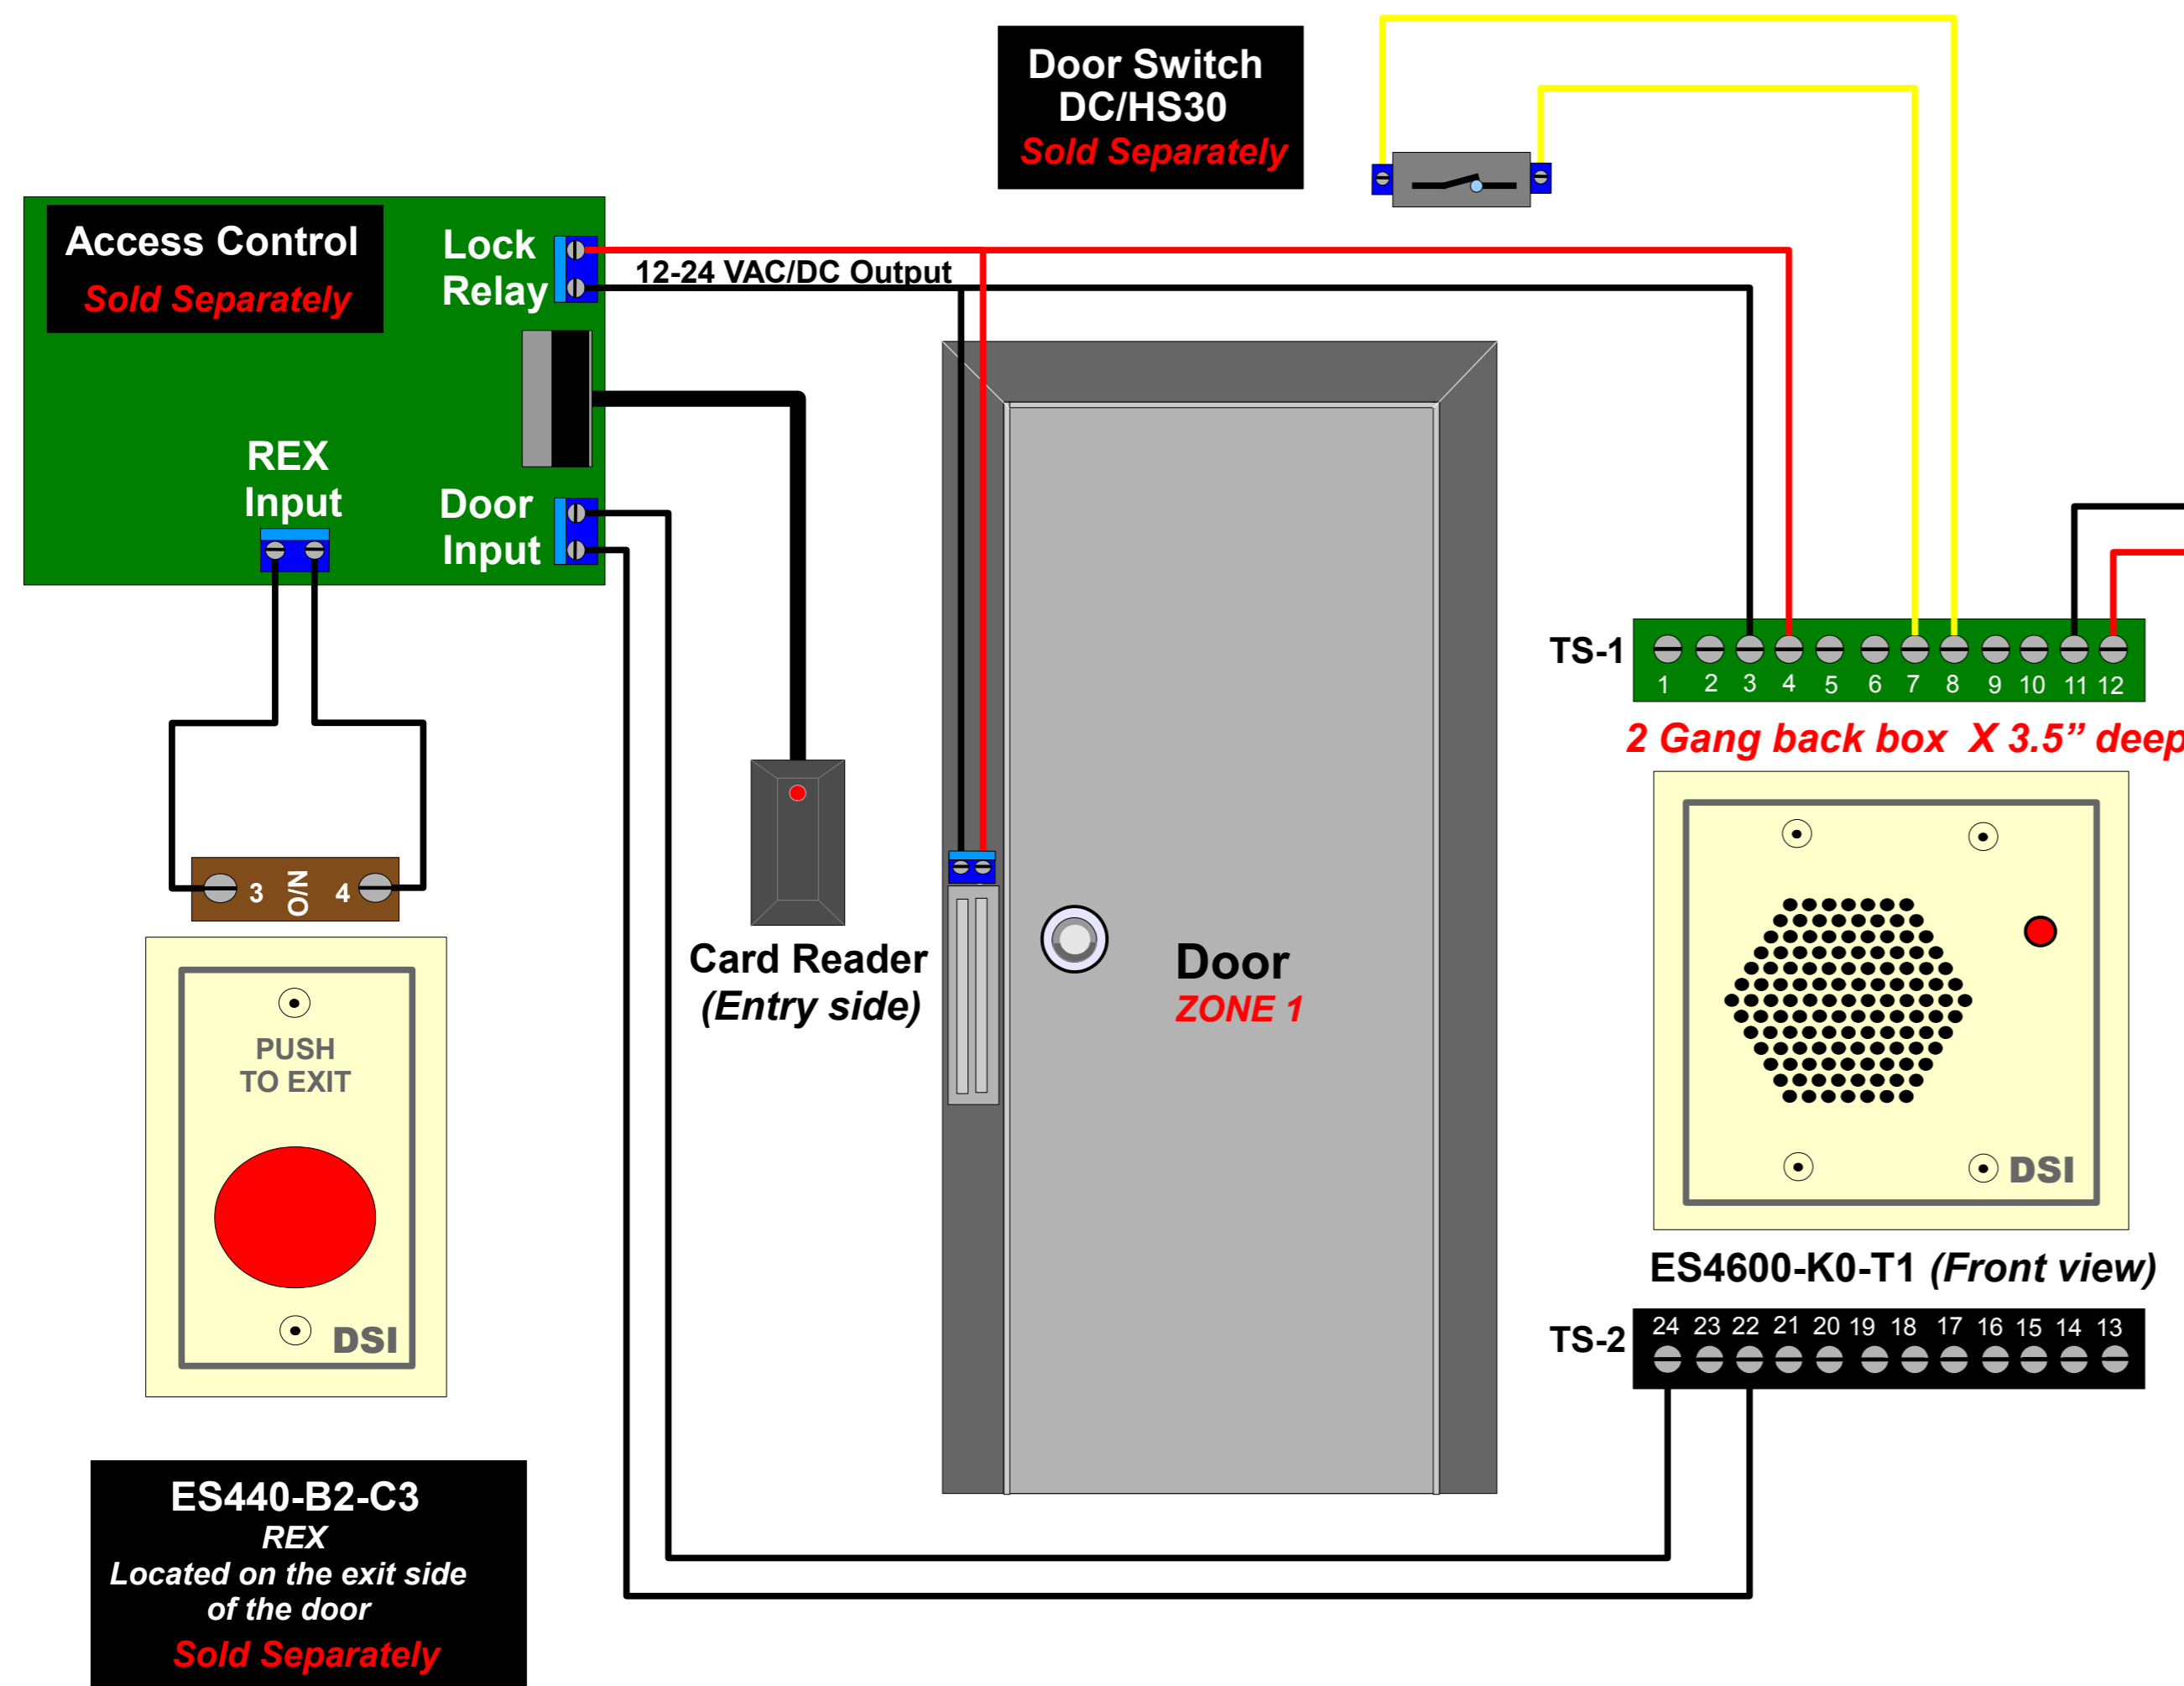 Door Switch
DC/HS30
Sold Separately
Access Control
Sold Separately
Lock
Relay
12-24 VAC/DC Output
REX
Input
Door
Input
TS-1
1 2 3 4 5 6 7 8 9 10 11 12
2 Gang back box X 3.5” deep
3 N/O 4
Card Reader
(Entry side)
Door
ZONE 1
PUSH
TO EXIT
DSI
DSI
ES4600-K0-T1 (Front view)
TS-2
24 23 22 21 20 19 18 17 16 15 14 13
ES440-B2-C3
REX
Located on the exit side
of the door
Sold Separately